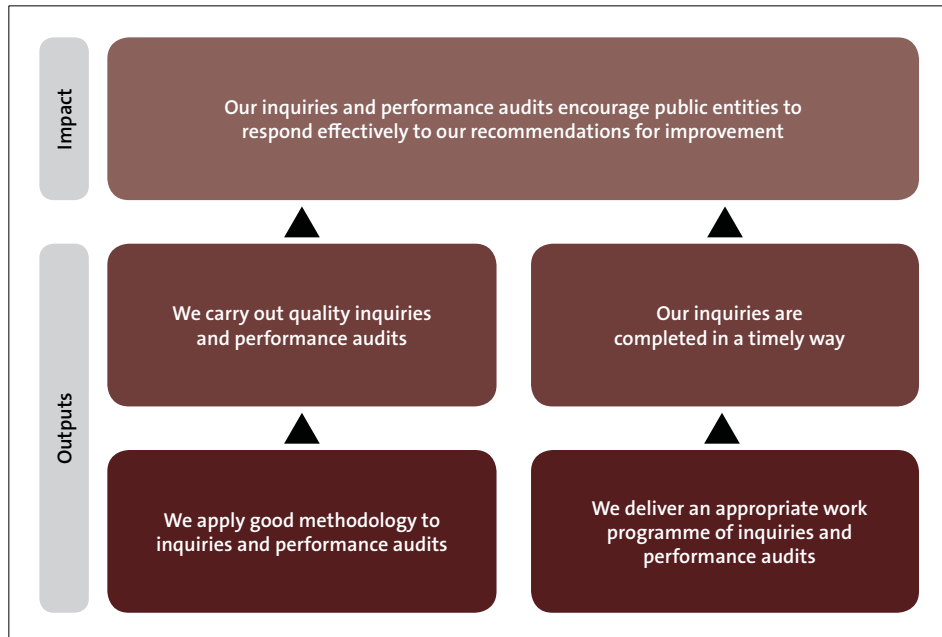 Impact
Our inquiries and performance audits encourage public entities to
respond effectively to our recommendations for improvement
Outputs
We carry out quality inquiries
and performance audits
Our inquiries are
completed in a timely way
We apply good methodology to
inquiries and performance audits
We deliver an appropriate work
programme of inquiries and
performance audits